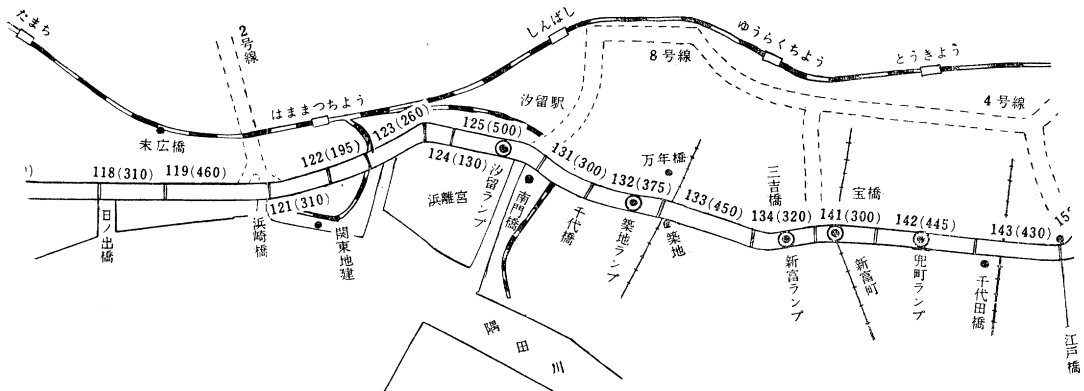 たまち
しんばし
ゆうらくちよう
とうきよう
2号線
8号線
4号線
はままつちよう
汐留駅
末広橋
118(310)
119(460)
121(310)
122(195)
123(260)
124(130)
125(500)
131(300)
132(375)
133(450)
134(320)
141(300)
142(445)
143(430)
万年橋
三吉橋
宝橋
日ノ出橋
浜崎橋
関東地建
浜離宮
汐留ランプ
南門橋
千代橋
築地ランプ
築地
新富ランプ
新富町
兜町ランプ
千代田橋
江戸橋
隅田川